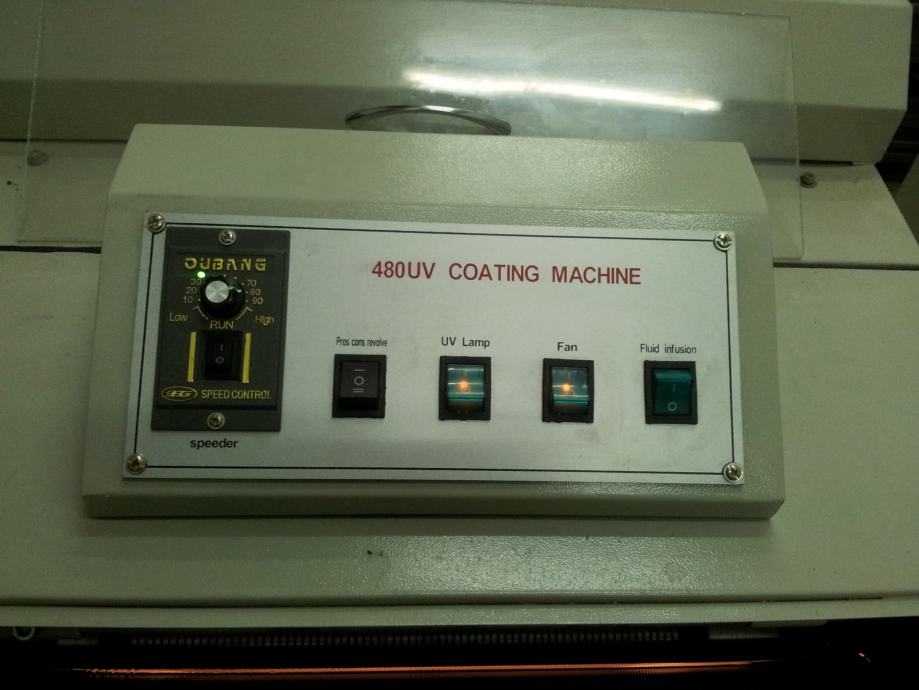 OUBANG
480UV COATING MACHINE
30 70
20 80
10 90
Low High
RUN
SPEED CONTROL
speeder
Pros cons revolve
UV Lamp
Fan
Fluid infusion